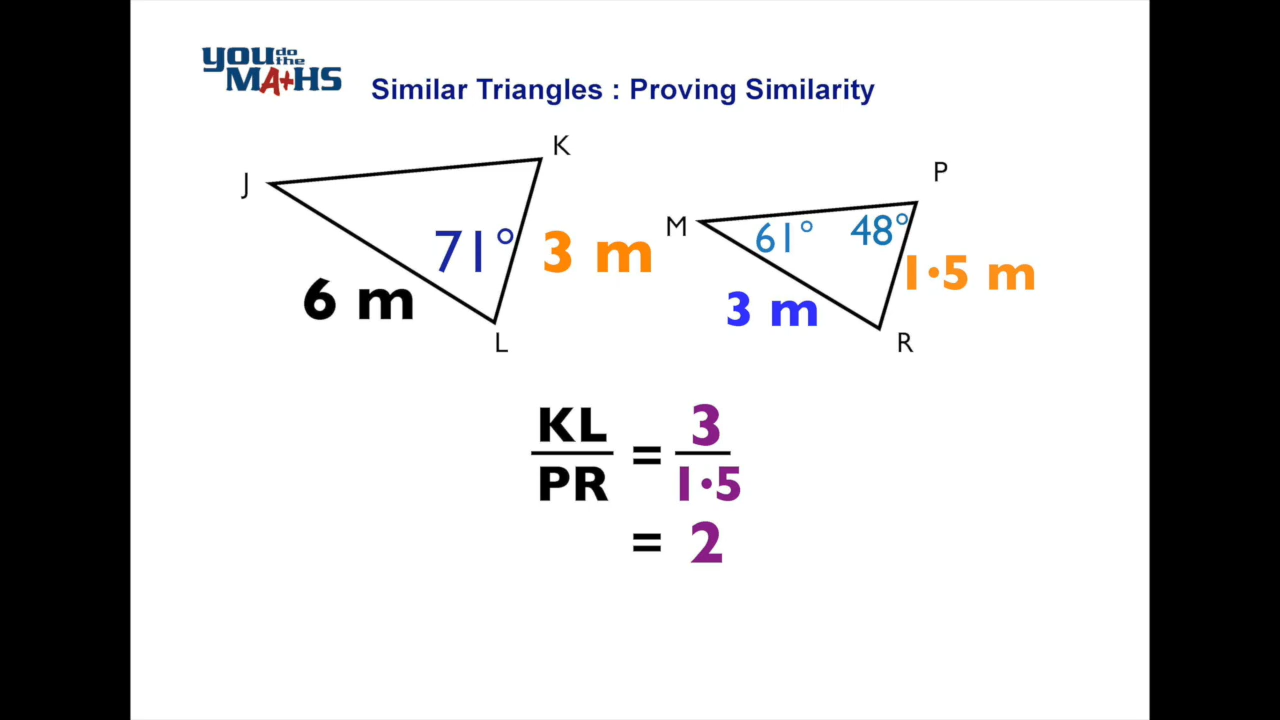 you do the MA+HS
Similar Triangles : Proving Similarity
K
J
P
M
71°
3 m
61°
48°
1·5 m
6 m
3 m
L
R
KL
PR
=
3
1·5
= 2